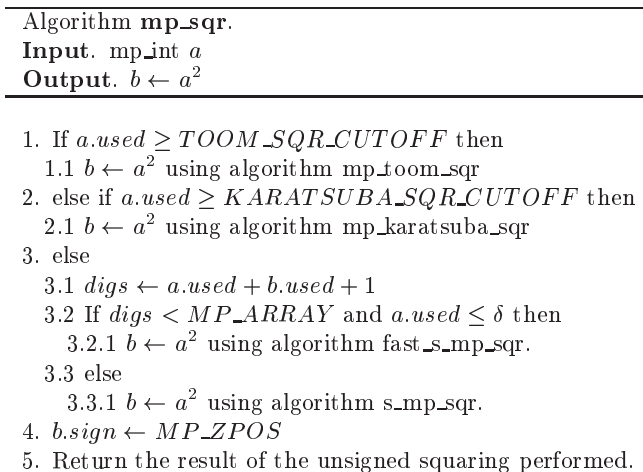 Algorithm mp_sqr.
Input. mp_int a
Output. b ← a²
1. If a.used ≥ TOOM_SQR_CUTOFF then
1.1 b ← a² using algorithm mp_toom_sqr
2. else if a.used ≥ KARATSUBA_SQR_CUTOFF then
2.1 b ← a² using algorithm mp_karatsuba_sqr
3. else
3.1 digs ← a.used + b.used + 1
3.2 If digs < MP_ARRAY and a.used ≤ δ then
3.2.1 b ← a² using algorithm fast_s_mp_sqr.
3.3 else
3.3.1 b ← a² using algorithm s_mp_sqr.
4. b.sign ← MP_ZPOS
5. Return the result of the unsigned squaring performed.